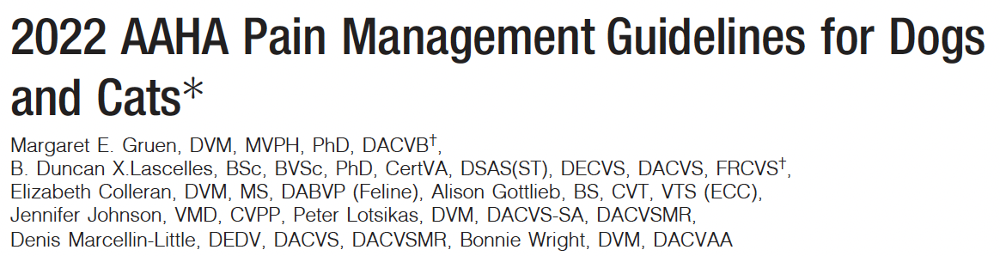 2022 AAHA Pain Management Guidelines for Dogs
and Cats*
Margaret E. Gruen, DVM, MVPH, PhD, DACVB†,
B. Duncan X.Lascelles, BSc, BVSc, PhD, CertVA, DSAS(ST), DECVS, DACVS, FRCVS†,
Elizabeth Colleran, DVM, MS, DABVP (Feline), Alison Gottlieb, BS, CVT, VTS (ECC),
Jennifer Johnson, VMD, CVPP, Peter Lotsikas, DVM, DACVS-SA, DACVSMR,
Denis Marcellin-Little, DEDV, DACVS, DACVSMR, Bonnie Wright, DVM, DACVAA